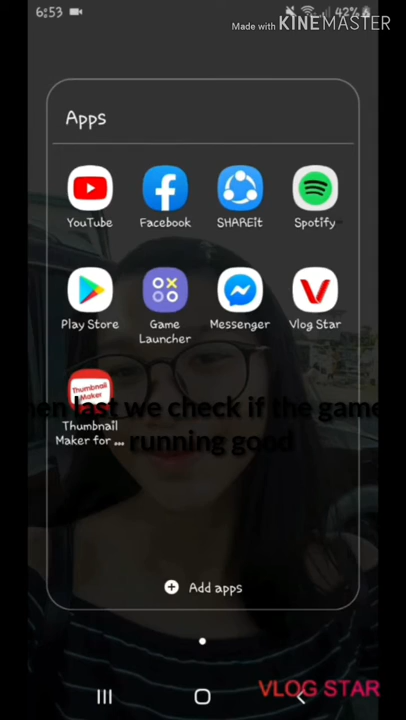 6:53
42%
Made with KINEMASTER
Apps
YouTube
Facebook
SHAREit
Spotify
Play Store
Game
Launcher
Messenger
Vlog Star
Thumbnail
Maker
Thumbnail
Maker for ...
last we check if the game
running good
Add apps
VLOG STAR